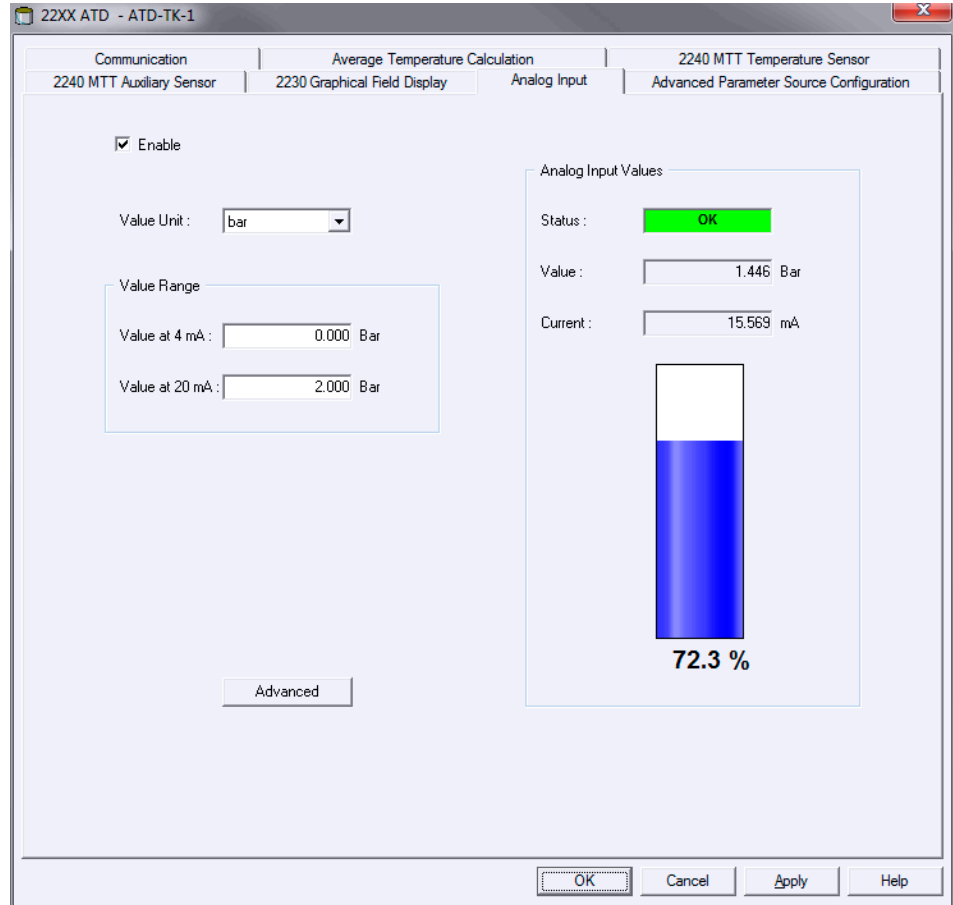 22XX ATD - ATD-TK-1
X
Communication Average Temperature Calculation 2240 MTT Temperature Sensor
2240 MTT Auxiliary Sensor 2230 Graphical Field Display Analog Input Advanced Parameter Source Configuration
Enable
Analog Input Values
Value Unit : bar
Status : OK
Value : 1.446 Bar
Value Range
Value at 4 mA : 0.000 Bar
Current : 15.569 mA
Value at 20 mA : 2.000 Bar
72.3 %
Advanced
OK Cancel Apply Help